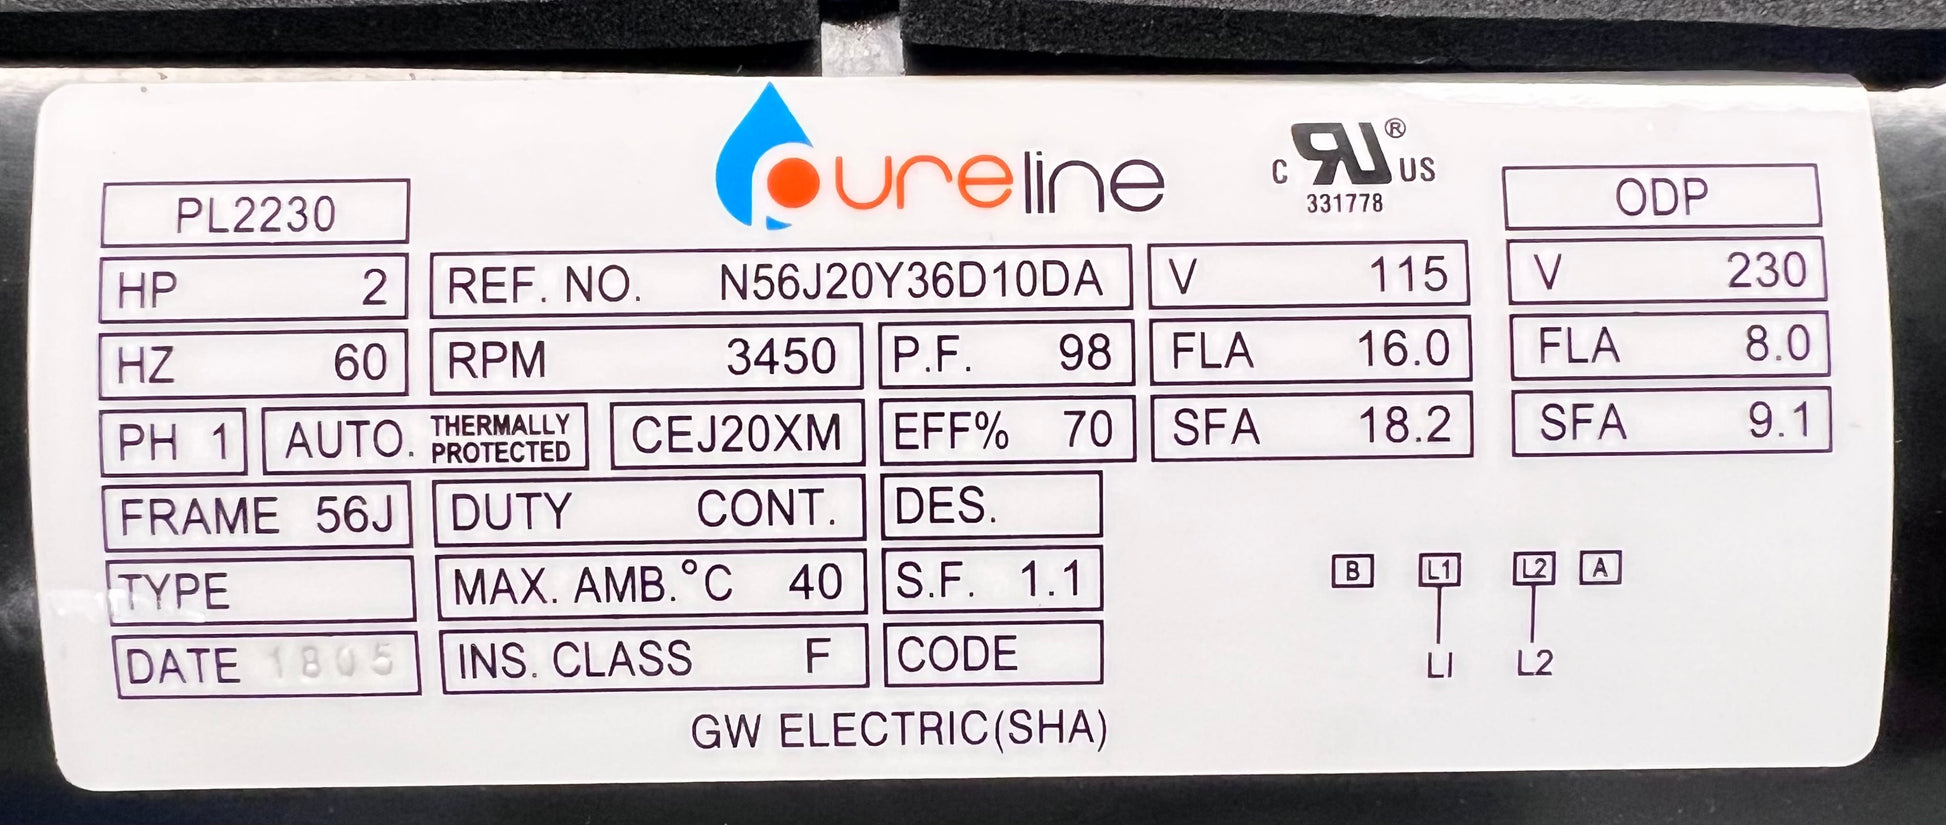 pureline
C RU® US
331778
PL2230
ODP
HP 2
REF. NO. N56J20Y36D10DA
V 115
V 230
HZ 60
RPM 3450
P.F. 98
FLA 16.0
FLA 8.0
PH 1
AUTO. THERMALLY PROTECTED
CEJ20XM
EFF% 70
SFA 18.2
SFA 9.1
FRAME 56J
DUTY CONT.
DES.
TYPE
MAX. AMB.°C 40
S.F. 1.1
B L1 L2 A
DATE 1805
INS. CLASS F
CODE
LI L2
GW ELECTRIC(SHA)